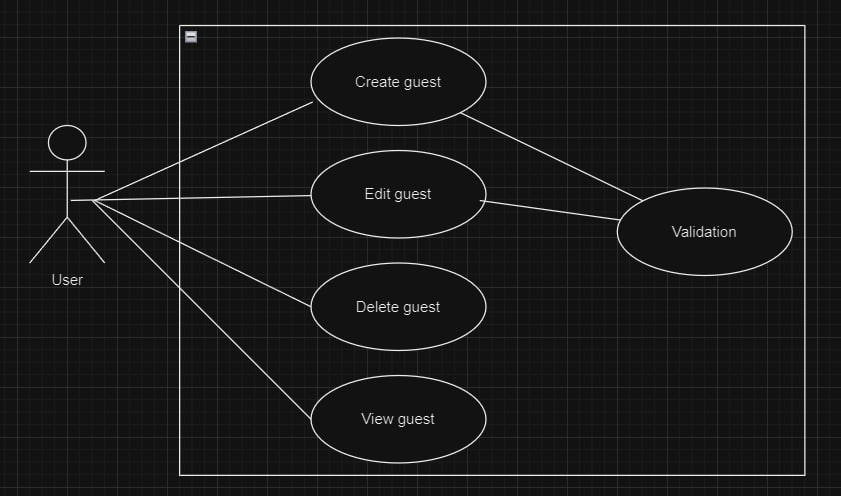 Create guest
Edit guest
Validation
User
Delete guest
View guest